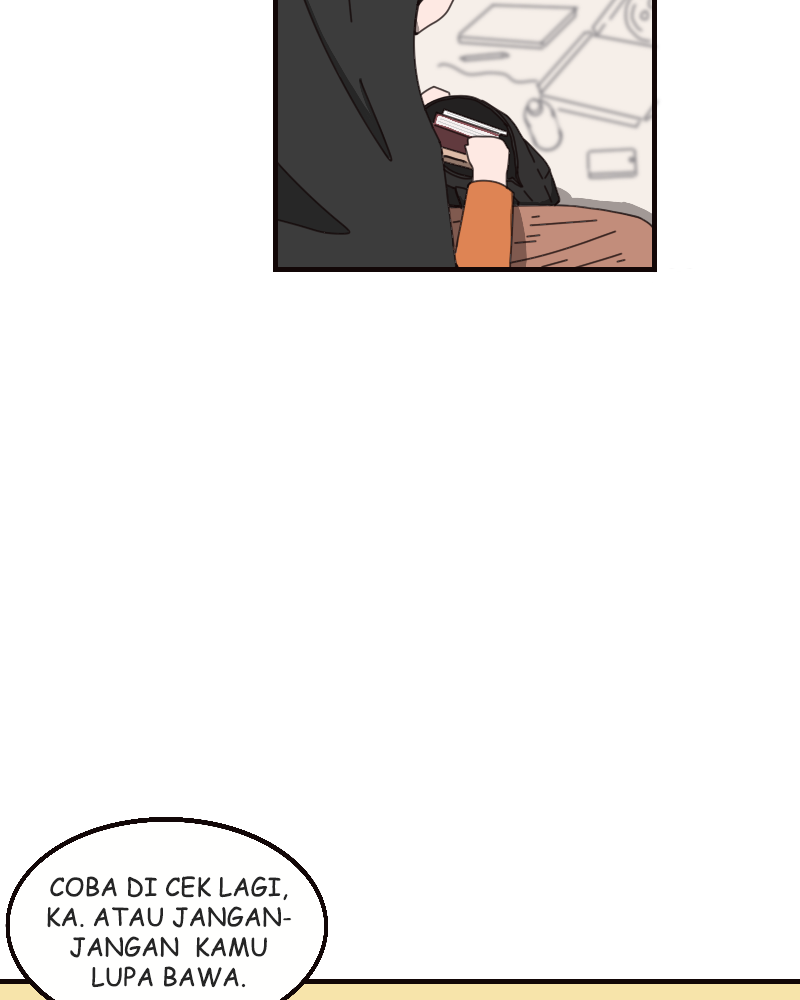 COBA DI CEK LAGI,
KA. ATAU JANGAN-
JANGAN KAMU
LUPA BAWA.